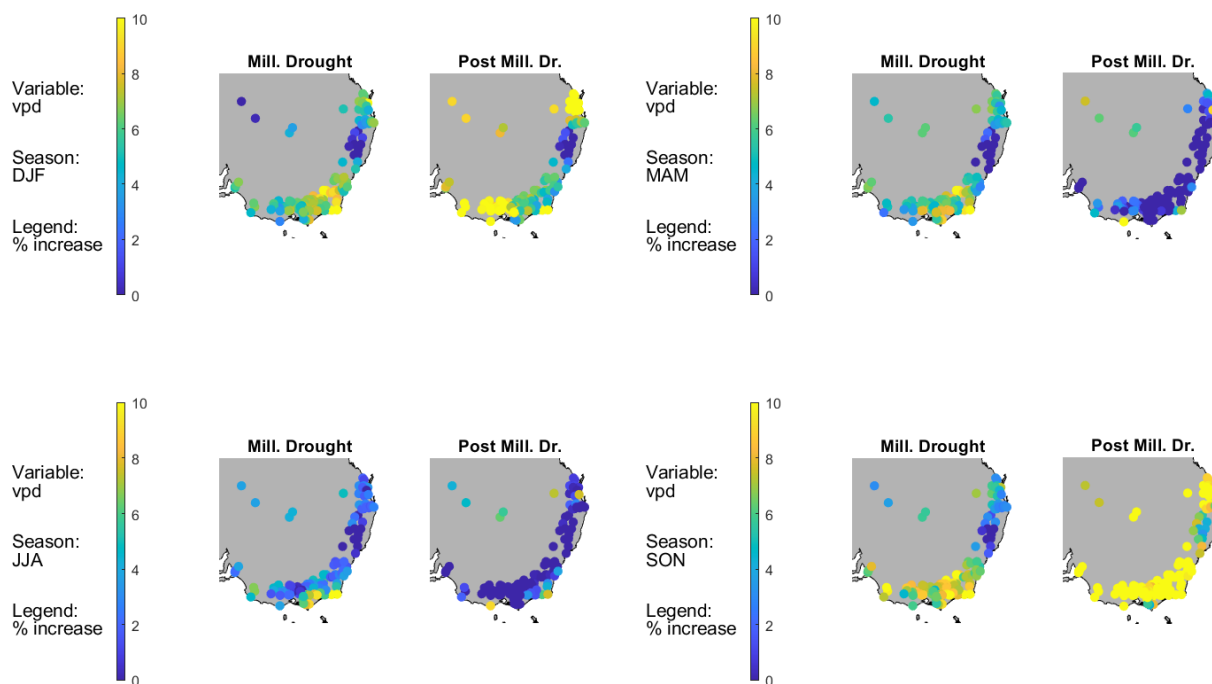 10
8
6
4
2
0
Variable:
vpd
Season:
DJF
Legend:
% increase
Mill. Drought
Post Mill. Dr.
10
8
6
4
2
0
Variable:
vpd
Season:
MAM
Legend:
% increase
Mill. Drought
Post Mill. Dr.
10
8
6
4
2
0
Variable:
vpd
Season:
JJA
Legend:
% increase
Mill. Drought
Post Mill. Dr.
10
8
6
4
2
0
Variable:
vpd
Season:
SON
Legend:
% increase
Mill. Drought
Post Mill. Dr.